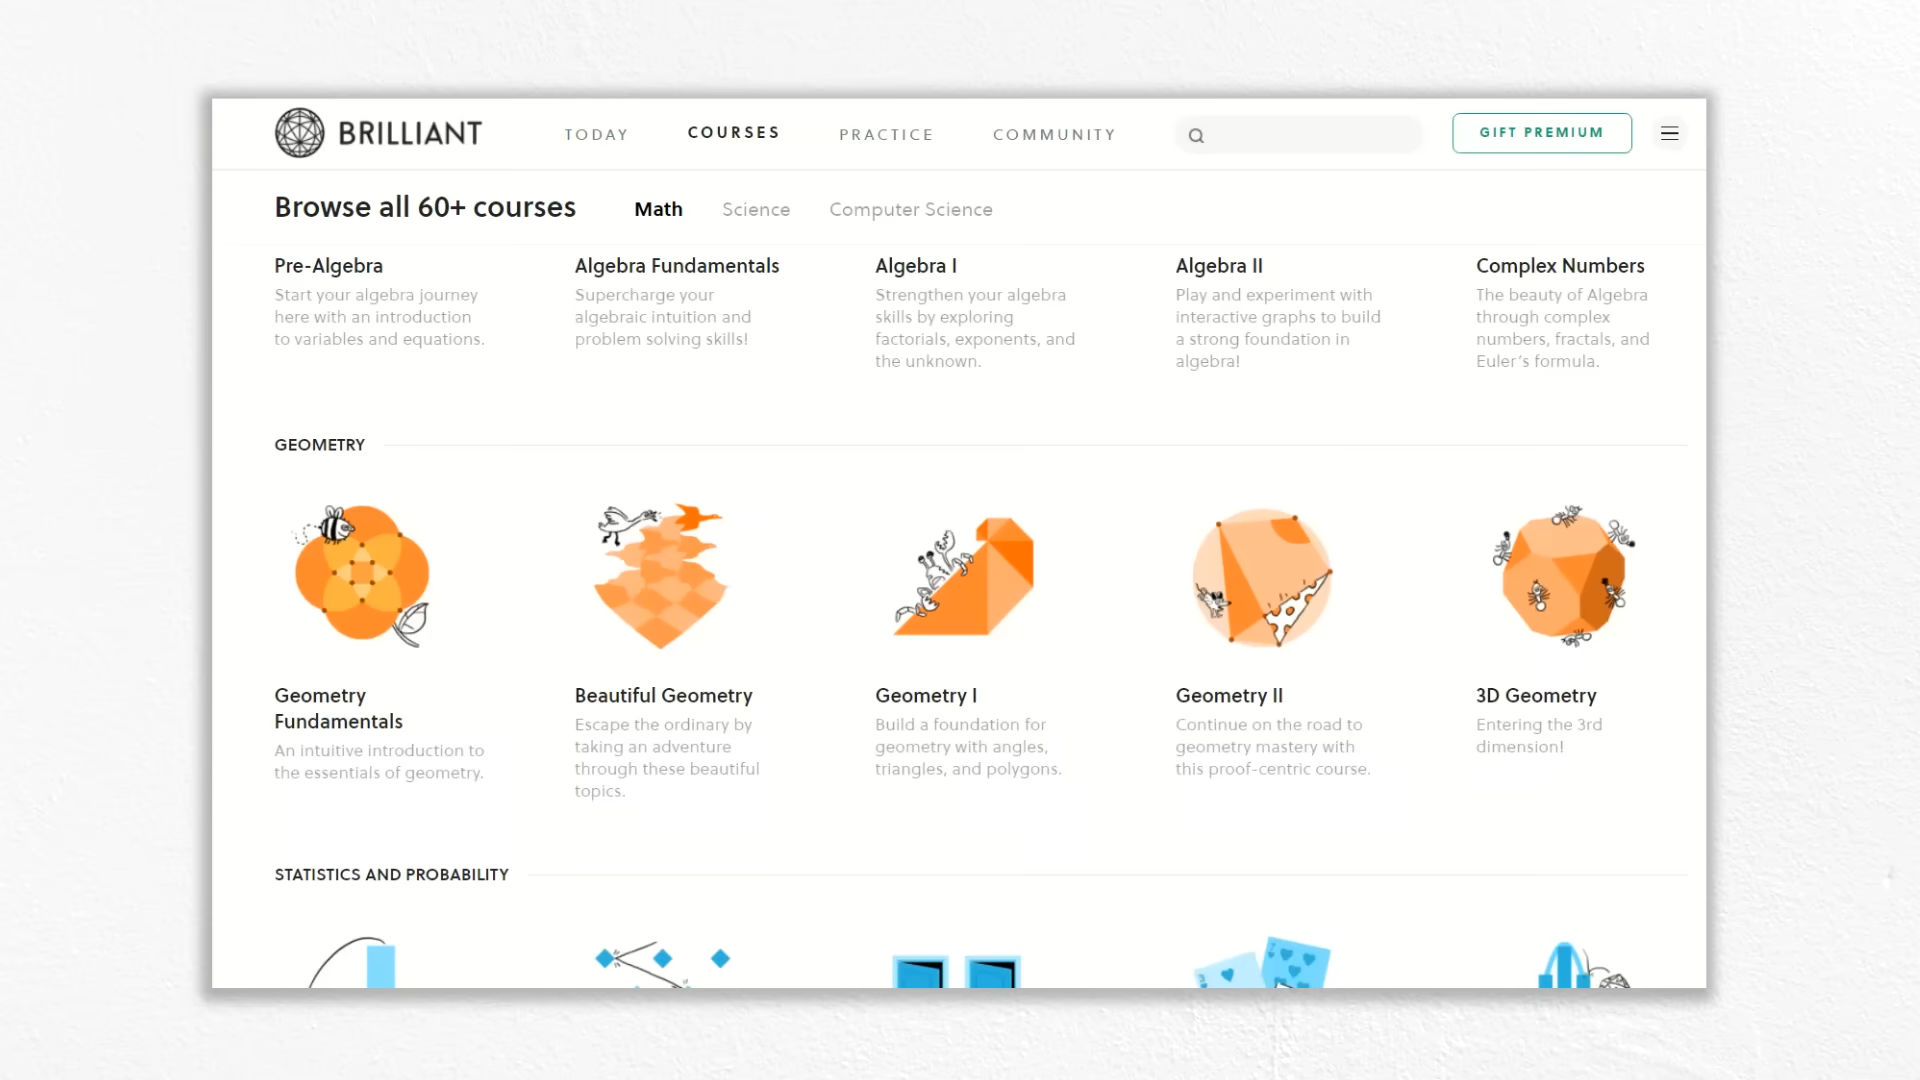 BRILLIANT
TODAY
COURSES
PRACTICE
COMMUNITY
GIFT PREMIUM
Browse all 60+ courses
Math
Science
Computer Science
Pre-Algebra
Start your algebra journey
here with an introduction
to variables and equations.
Algebra Fundamentals
Supercharge your
algebraic intuition and
problem solving skills!
Algebra I
Strengthen your algebra
skills by exploring
factorials, exponents, and
the unknown.
Algebra II
Play and experiment with
interactive graphs to build
a strong foundation in
algebra!
Complex Numbers
The beauty of Algebra
through complex
numbers, fractals, and
Euler's formula.
GEOMETRY
Geometry
Fundamentals
An intuitive introduction to
the essentials of geometry.
Beautiful Geometry
Escape the ordinary by
taking an adventure
through these beautiful
topics.
Geometry I
Build a foundation for
geometry with angles,
triangles, and polygons.
Geometry II
Continue on the road to
geometry mastery with
this proof-centric course.
3D Geometry
Entering the 3rd
dimension!
STATISTICS AND PROBABILITY